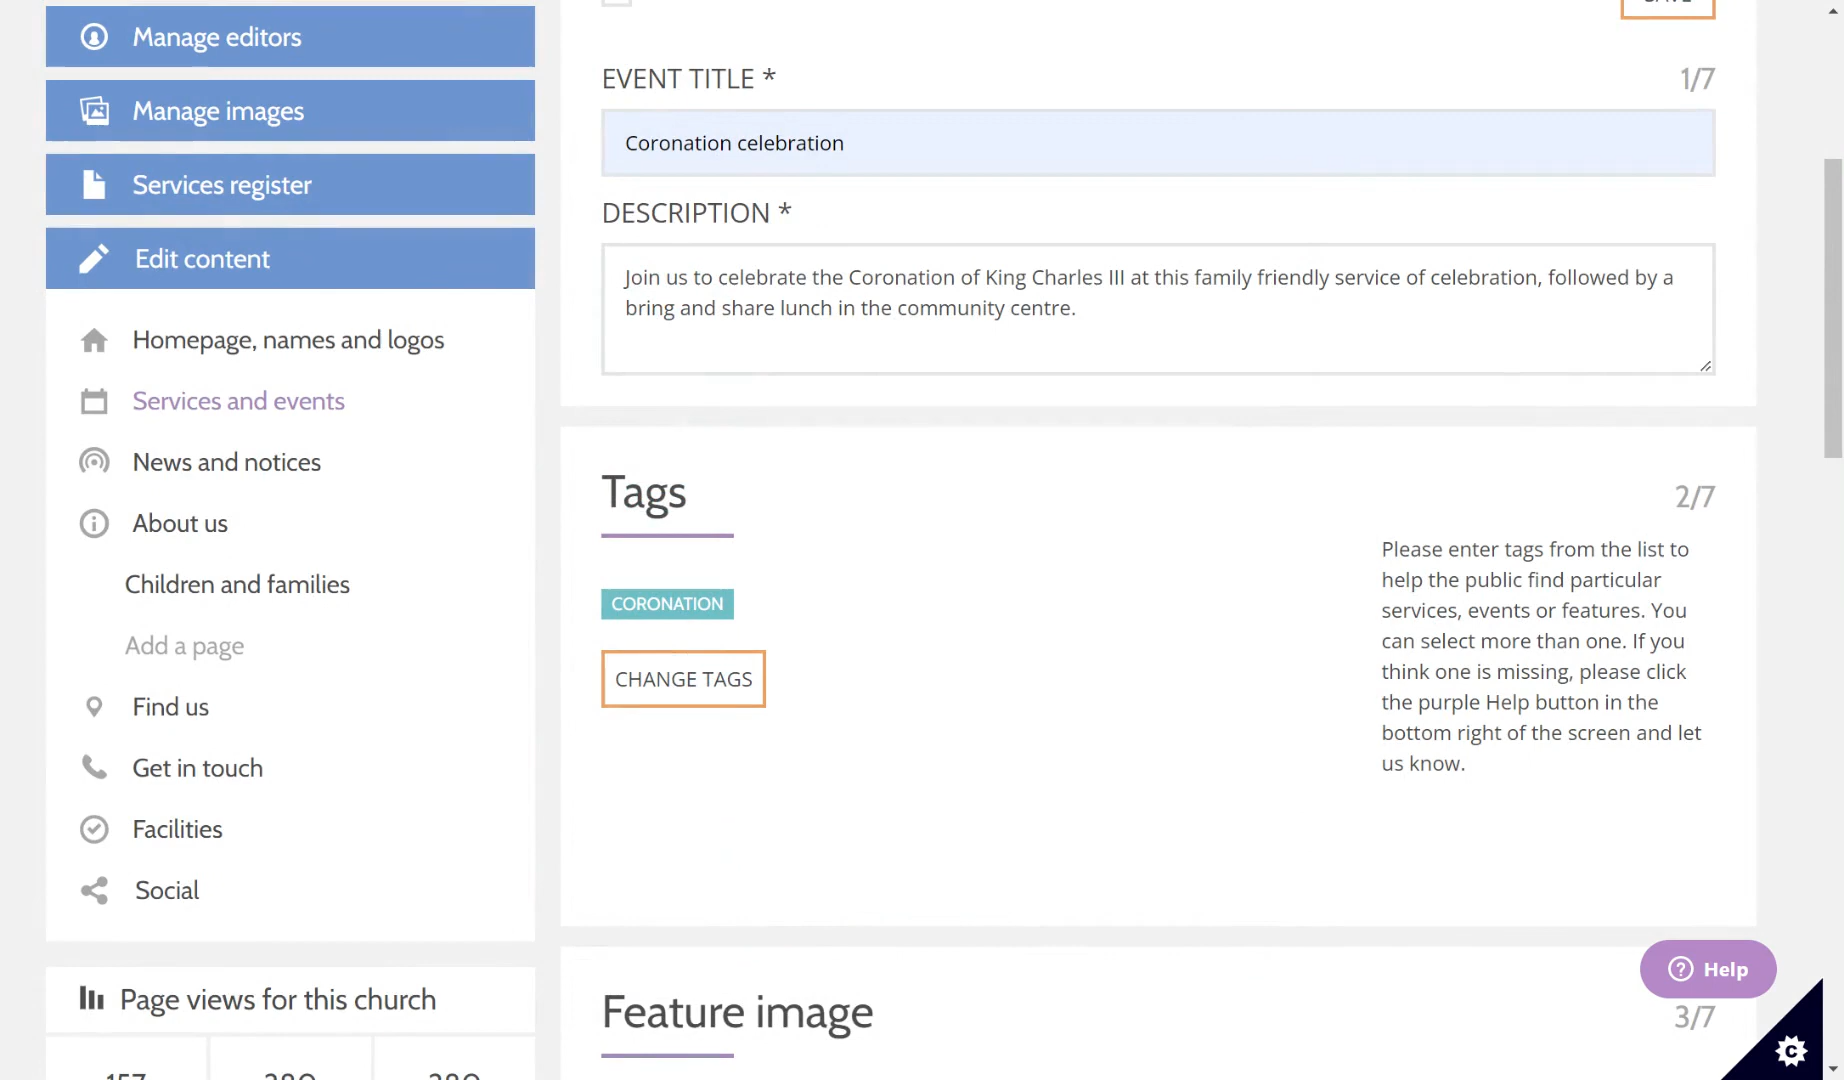 Manage editors
Manage images
Services register
Edit content
Homepage, names and logos
Services and events
News and notices
About us
Children and families
Add a page
Find us
Get in touch
Facilities
Social
Page views for this church
EVENT TITLE *
1/7
Coronation celebration
DESCRIPTION *
Join us to celebrate the Coronation of King Charles III at this family friendly service of celebration, followed by a
bring and share lunch in the community centre.
Tags
2/7
CORONATION
CHANGE TAGS
Please enter tags from the list to
help the public find particular
services, events or features. You
can select more than one. If you
think one is missing, please click
the purple Help button in the
bottom right of the screen and let
us know.
Help
Feature image
3/7